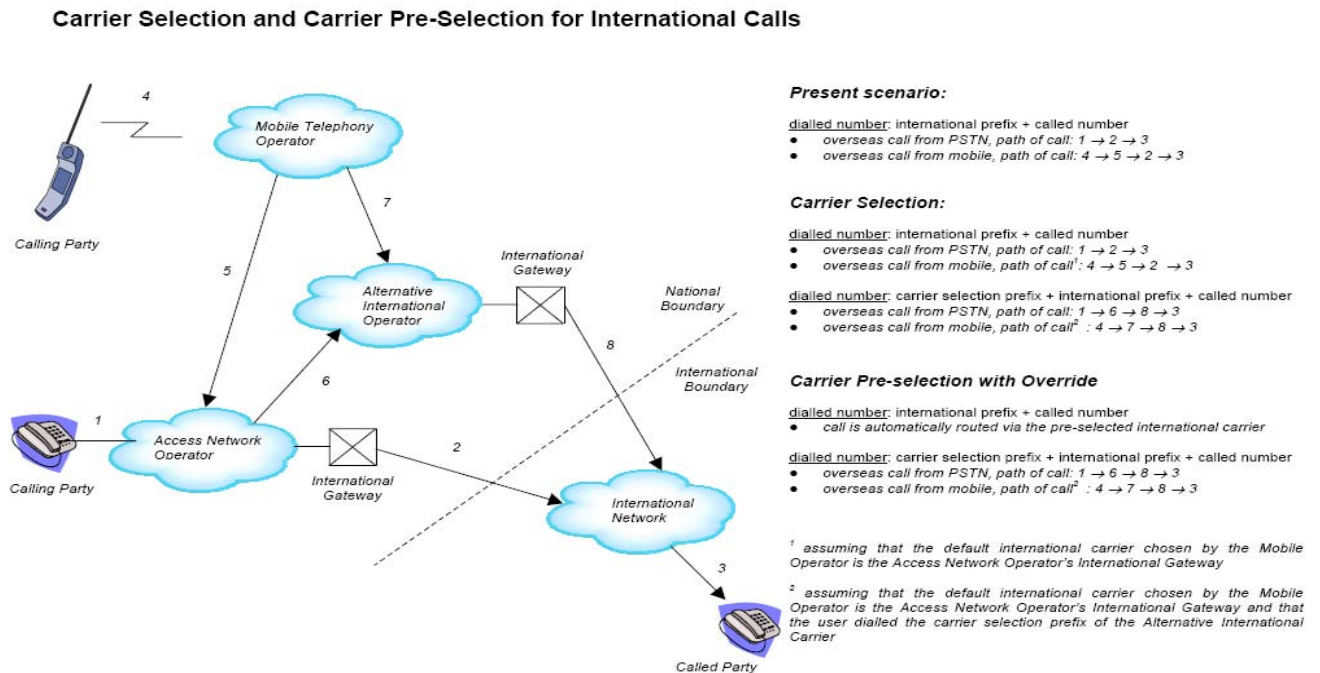 Carrier Selection and Carrier Pre-Selection for International Calls
4
Mobile Telephony
Operator
Calling Party
7
5
International
Gateway
Alternative
International
Operator
National
Boundary
8
International
Boundary
6
1
Access Network
Operator
2
Calling Party
International
Gateway
International
Network
3
Called Party
Present scenario:
dialled number: international prefix + called number
● overseas call from PSTN, path of call: 1 → 2 → 3
● overseas call from mobile, path of call: 4 → 5 → 2 → 3
Carrier Selection:
dialled number: international prefix + called number
● overseas call from PSTN, path of call: 1 → 2 → 3
● overseas call from mobile, path of call¹: 4 → 5 → 2 → 3
dialled number: carrier selection prefix + international prefix + called number
● overseas call from PSTN, path of call: 1 → 6 → 8 → 3
● overseas call from mobile, path of call² : 4 → 7 → 8 → 3
Carrier Pre-selection with Override
dialled number: international prefix + called number
● call is automatically routed via the pre-selected international carrier
dialled number: carrier selection prefix + international prefix + called number
● overseas call from PSTN, path of call: 1 → 6 → 8 → 3
● overseas call from mobile, path of call² : 4 → 7 → 8 → 3
¹ assuming that the default international carrier chosen by the Mobile
Operator is the Access Network Operator's International Gateway
² assuming that the default international carrier chosen by the Mobile
Operator is the Access Network Operator's International Gateway and that
the user dialled the carrier selection prefix of the Alternative International
Carrier